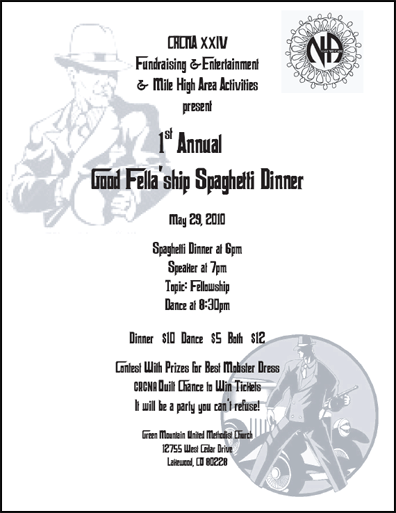 CRCNA XXIV
Fundraising & Entertainment
& Mile High Area Activities
present
NA
1st Annual
Good Fella'ship Spaghetti Dinner
May 29, 2010
Spaghetti Dinner at 6pm
Speaker at 7pm
Topic: Fellowship
Dance at 8:30pm
Dinner $10 Dance $5 Both $12
Contest With Prizes for Best Mobster Dress
CRCNA Quilt Chance to Win Tickets
It will be a party you can't refuse!
Green Mountain United Methodist Church
12755 West Cedar Drive
Lakewood, CO 80228